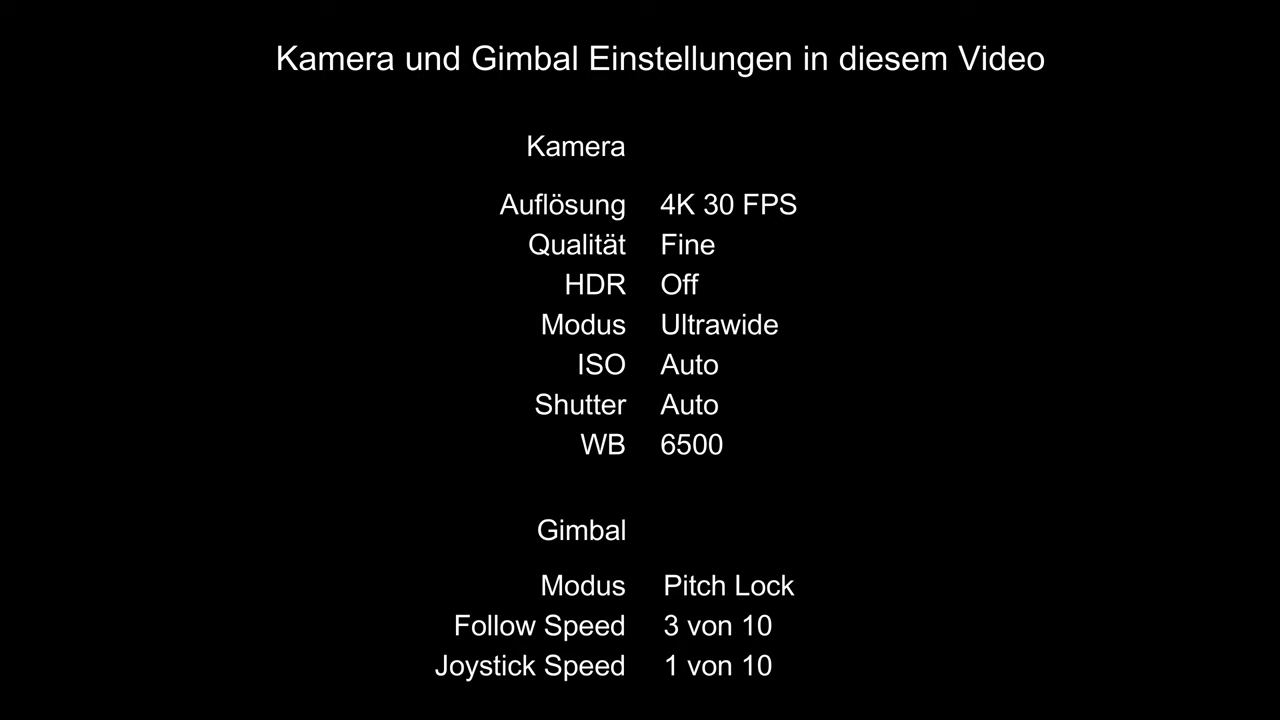 Kamera und Gimbal Einstellungen in diesem Video
Kamera
Auflösung 4K 30 FPS
Qualität Fine
HDR Off
Modus Ultrawide
ISO Auto
Shutter Auto
WB 6500
Gimbal
Modus Pitch Lock
Follow Speed 3 von 10
Joystick Speed 1 von 10